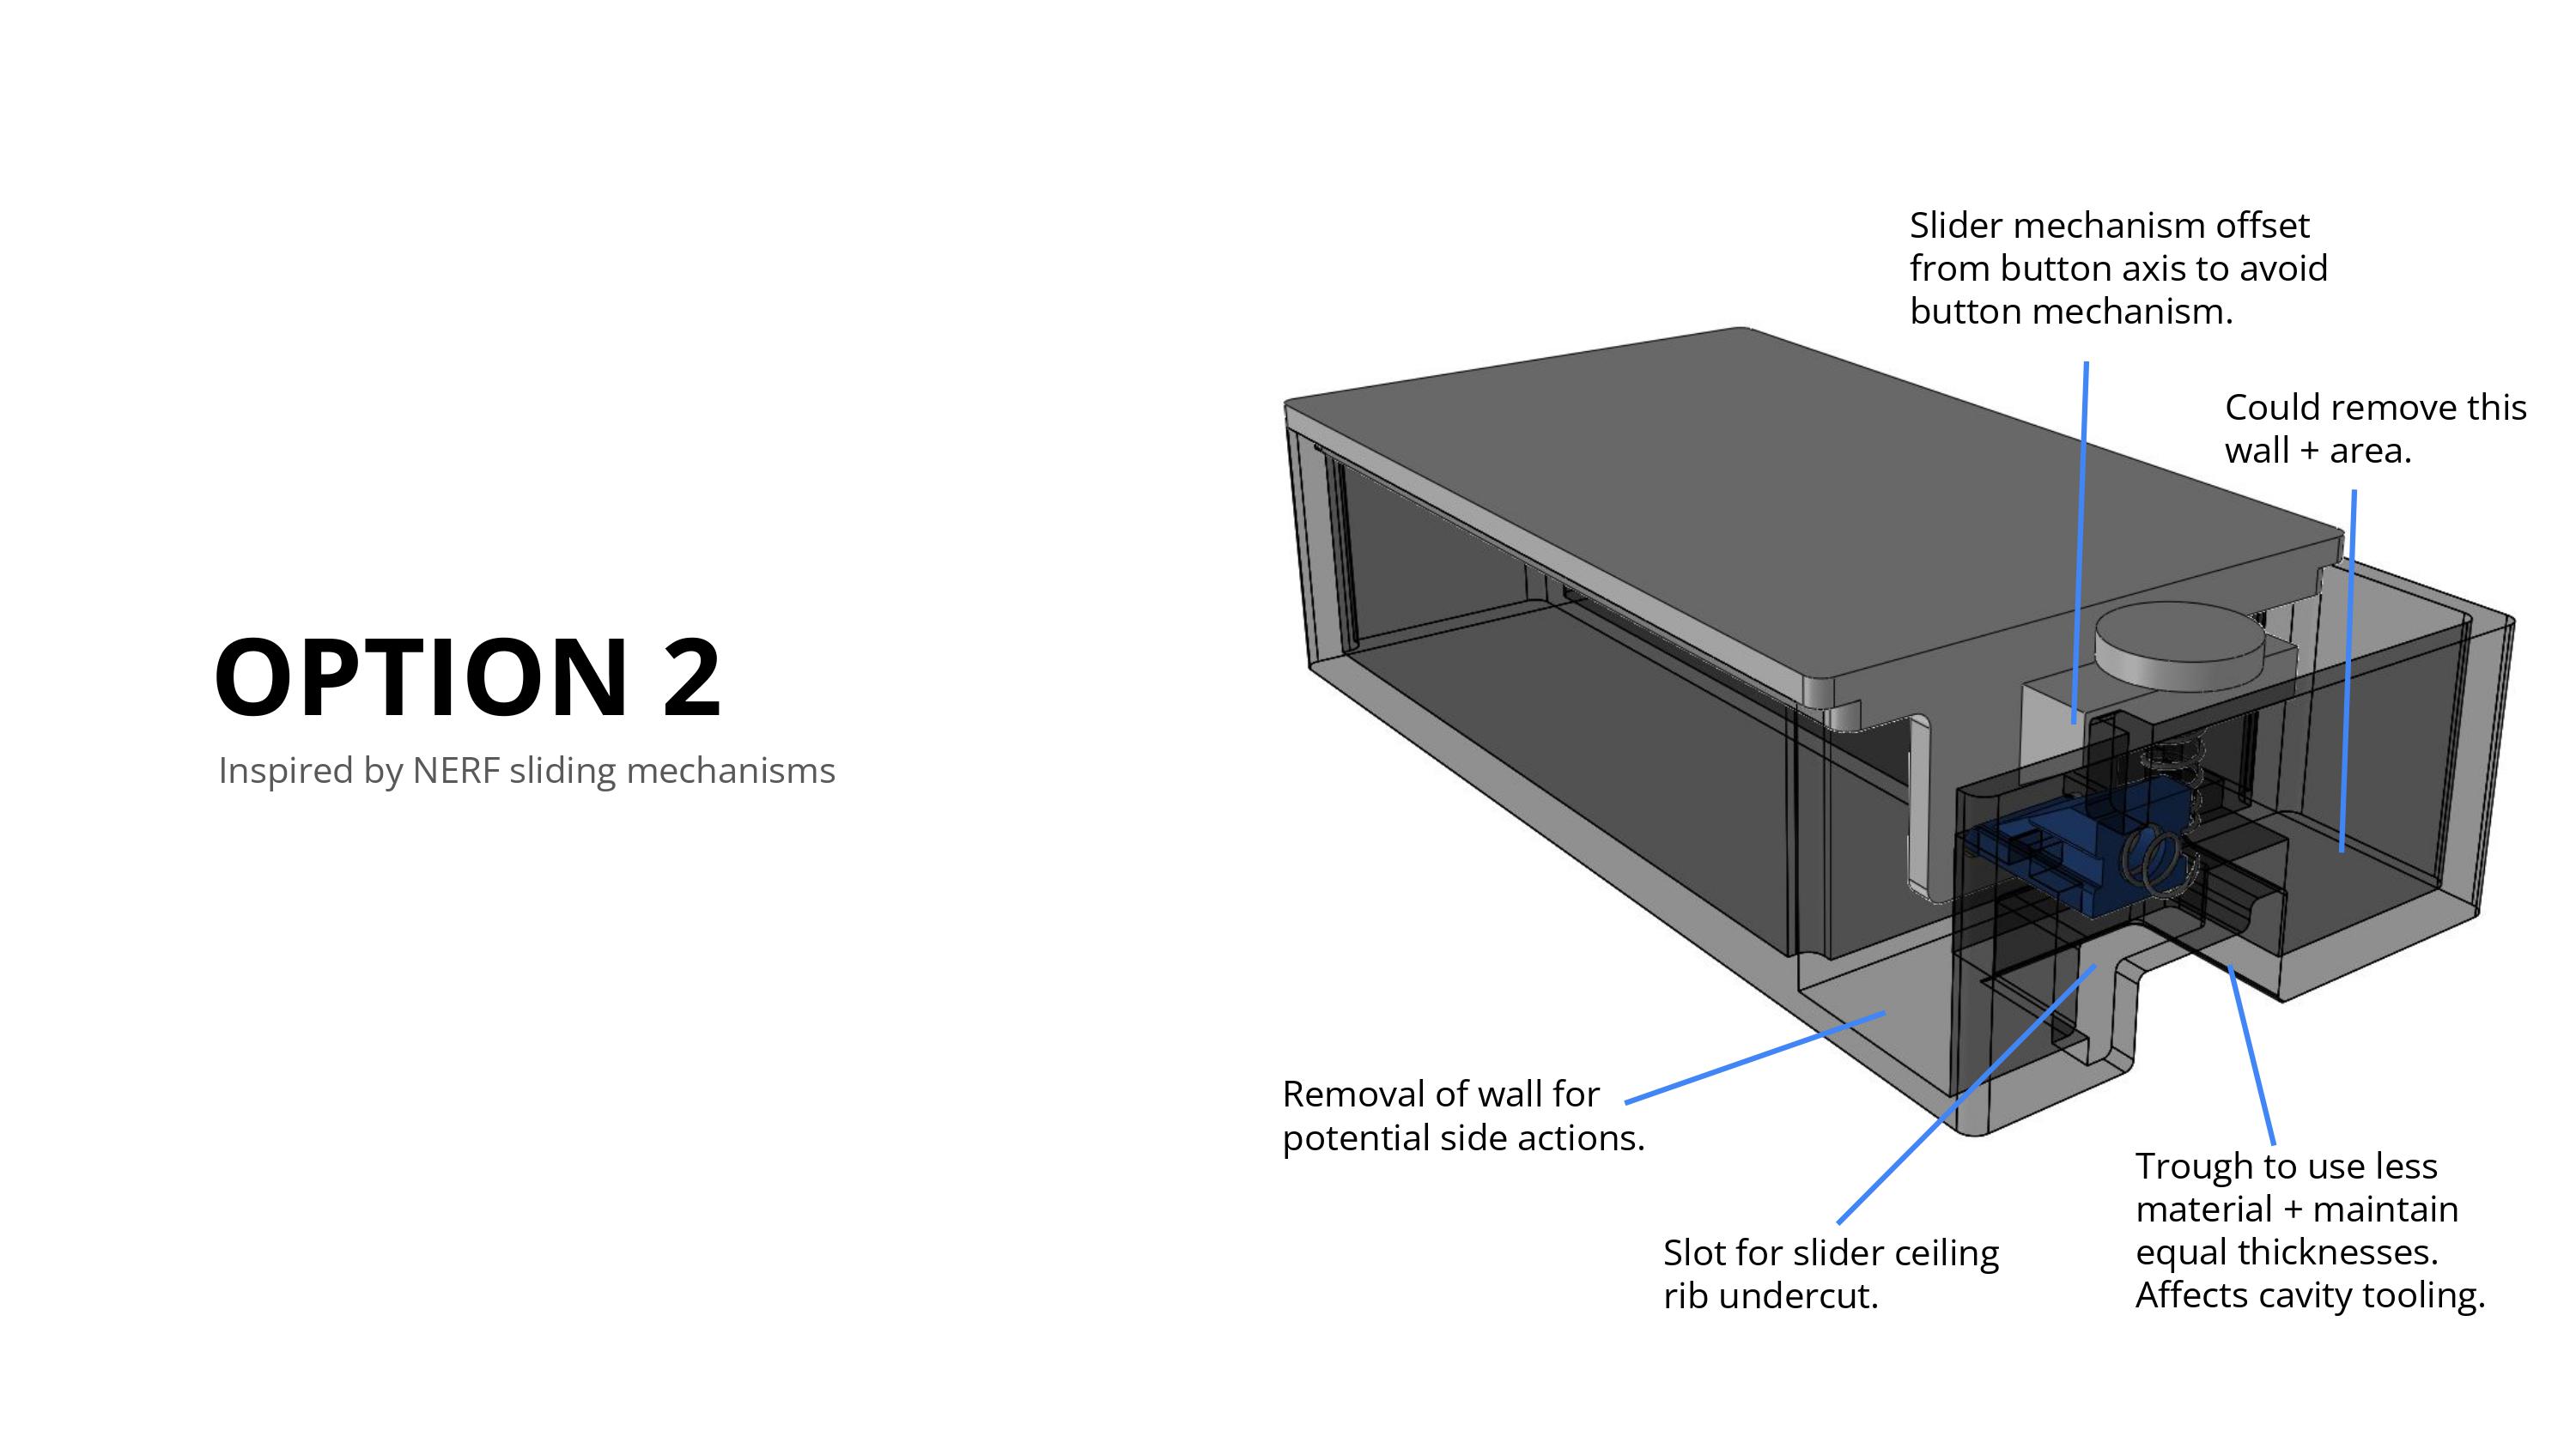 OPTION 2
Inspired by NERF sliding mechanisms
Slider mechanism offset
from button axis to avoid
button mechanism.
Could remove this
wall + area.
Removal of wall for
potential side actions.
Slot for slider ceiling
rib undercut.
Trough to use less
material + maintain
equal thicknesses.
Affects cavity tooling.